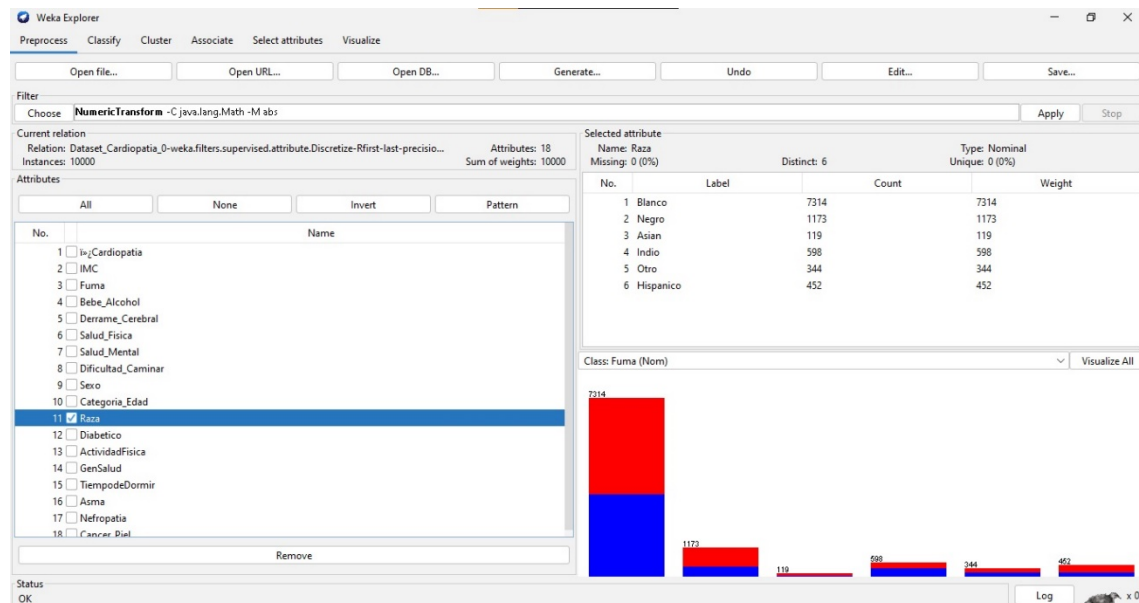 Weka Explorer
Preprocess Classify Cluster Associate Select attributes Visualize
Open file... Open URL... Open DB... Generate... Undo Edit... Save...
Filter
Choose NumericTransform -C java.lang.Math -M abs Apply Stop
Current relation
Relation: Dataset_Cardiopatia_0-weka.filters.supervised.attribute.Discretize-Rfirst-last-precisio... Attributes: 18
Instances: 10000 Sum of weights: 10000
Attributes
All None Invert Pattern
No. Name
1 ï»¿Cardiopatia
2 IMC
3 Fuma
4 Bebe_Alcohol
5 Derrame_Cerebral
6 Salud_Fisica
7 Salud_Mental
8 Dificultad_Caminar
9 Sexo
10 Categoria_Edad
11 Raza
12 Diabetico
13 ActividadFisica
14 GenSalud
15 TiempodeDormir
16 Asma
17 Nefropatia
18 Cancer_Piel
Remove
Selected attribute
Name: Raza Type: Nominal
Missing: 0 (0%) Distinct: 6 Unique: 0 (0%)
No. Label Count Weight
1 Blanco 7314 7314
2 Negro 1173 1173
3 Asian 119 119
4 Indio 598 598
5 Otro 344 344
6 Hispanico 452 452
Class: Fuma (Nom) Visualize All
7314
1173
119
598
344
452
Status
OK Log x 0